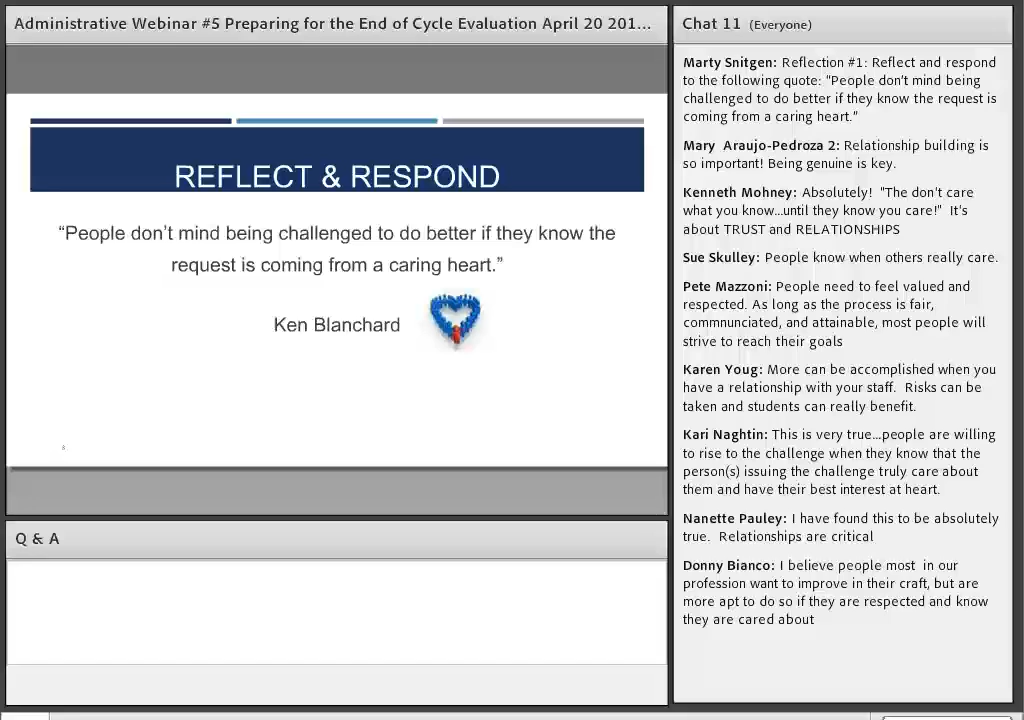 Administrative Webinar #5 Preparing for the End of Cycle Evaluation April 20 201...
REFLECT & RESPOND
“People don’t mind being challenged to do better if they know the
request is coming from a caring heart.”
Ken Blanchard
Q & A
Chat 11 (Everyone)
Marty Snitgen: Reflection #1: Reflect and respond
to the following quote: "People don't mind being
challenged to do better if they know the request is
coming from a caring heart."
Mary Araujo-Pedroza 2: Relationship building is
so important! Being genuine is key.
Kenneth Mohney: Absolutely! "The don't care
what you know...until they know you care!" It's
about TRUST and RELATIONSHIPS
Sue Skulley: People know when others really care.
Pete Mazzoni: People need to feel valued and
respected. As long as the process is fair,
commnunciated, and attainable, most people will
strive to reach their goals
Karen Youg: More can be accomplished when you
have a relationship with your staff. Risks can be
taken and students can really benefit.
Kari Naghtin: This is very true...people are willing
to rise to the challenge when they know that the
person(s) issuing the challenge truly care about
them and have their best interest at heart.
Nanette Pauley: I have found this to be absolutely
true. Relationships are critical
Donny Bianco: I believe people most in our
profession want to improve in their craft, but are
more apt to do so if they are respected and know
they are cared about